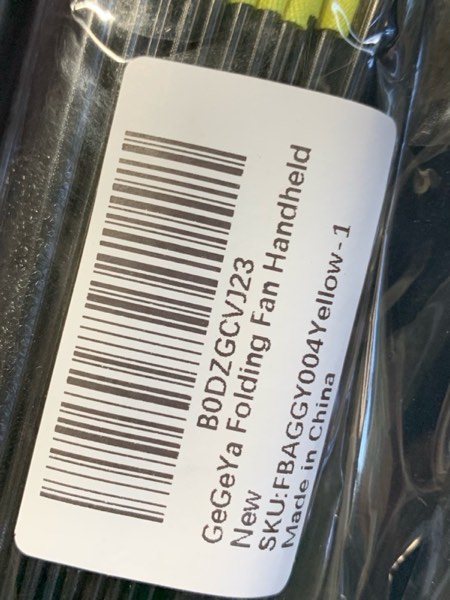 B0DZGCVJ23
GeGeYa Folding Fan Handheld
New
SKU:FBAGGY004Yellow-1
Made in China